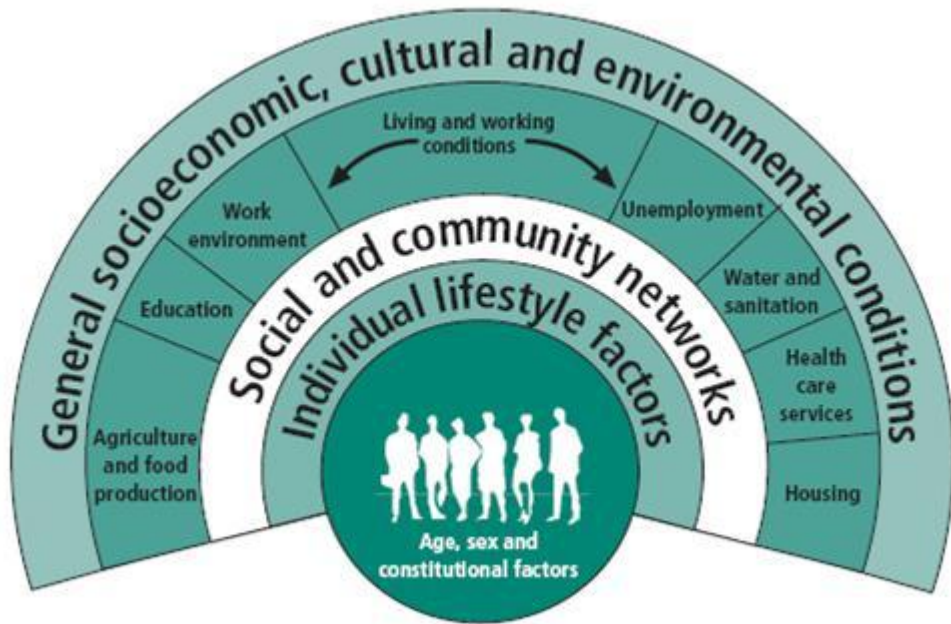 General socioeconomic, cultural and environmental conditions
Living and working
conditions
Work
environment
Unemployment
Education
Water and
sanitation
Agriculture
and food
production
Health
care
services
Housing
Social and community networks
Individual lifestyle factors
Age, sex and
constitutional factors